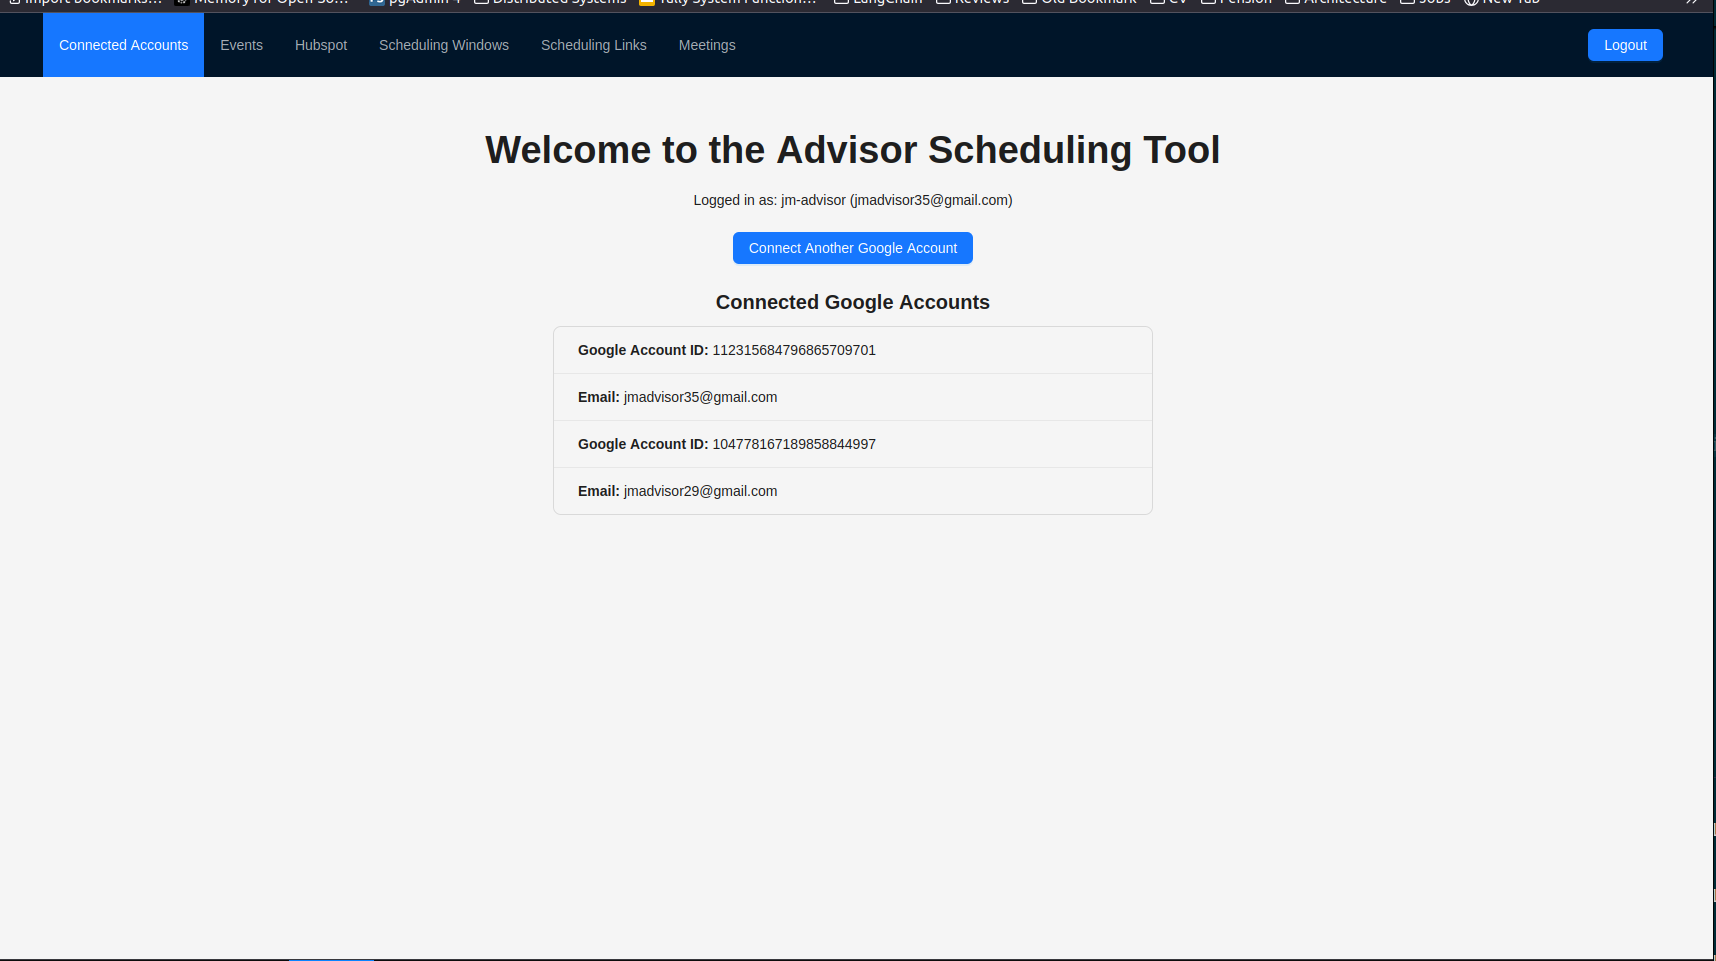 Import bookmarks... Memory for Open So... pgAdmin 4 Distributed Systems Tally System Function... LangChain Reviews Old Bookmark CV Pension Architecture Jobs New Tab
Connected Accounts Events Hubspot Scheduling Windows Scheduling Links Meetings Logout
Welcome to the Advisor Scheduling Tool
Logged in as: jm-advisor (jmadvisor35@gmail.com)
Connect Another Google Account
Connected Google Accounts
Google Account ID: 112315684796865709701
Email: jmadvisor35@gmail.com
Google Account ID: 104778167189858844997
Email: jmadvisor29@gmail.com